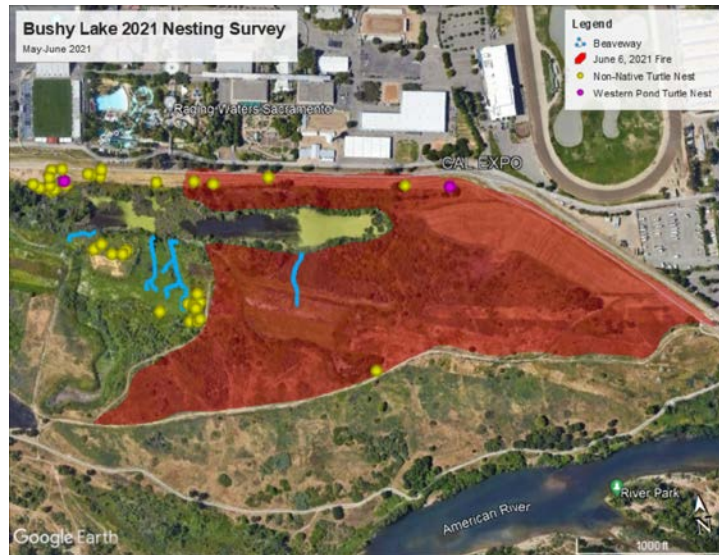 Bushy Lake 2021 Nesting Survey
May-June 2021
Legend
Beaveway
June 6, 2021 Fire
Non-Native Turtle Nest
Western Pond Turtle Nest
Raging Waters Sacramento
CAL EXPO
River Park
American River
N
Google Earth
1000 ft